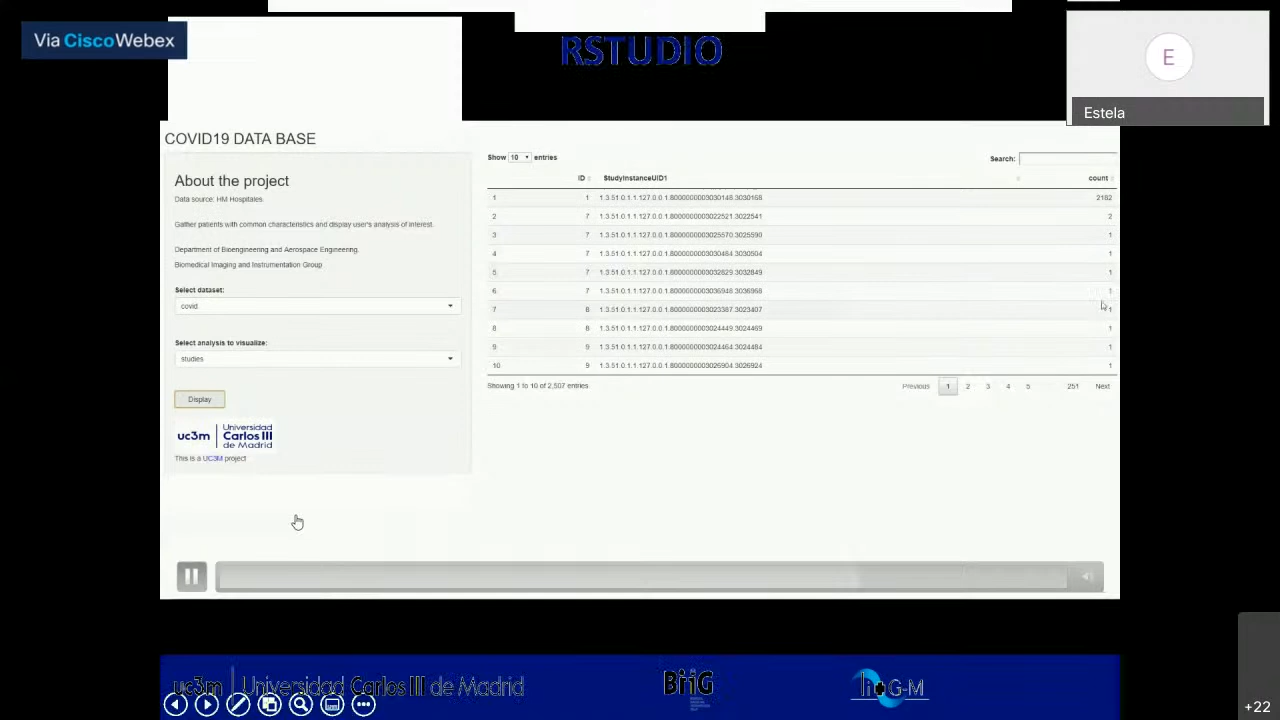 Via CiscoWebex
RSTUDIO
E
Estela
COVID19 DATA BASE
About the project
Data source: HM Hospitales
Gather patients with common characteristics and display user's analysis of interest.
Department of Bioengineering and Aerospace Engineering.
Biomedical Imaging and Instrumentation Group
Select dataset:
covid
Select analysis to visualize:
studies
Display
uc3m | Universidad
Carlos III
de Madrid
This is a UC3M project
Show 10 entries
Search:
ID StudyInstanceUID1 count
1 1 1.3.51.0.1.1.127.0.0.1.8000000003030148.3030168 2182
2 7 1.3.51.0.1.1.127.0.0.1.8000000003022521.3022541 2
3 7 1.3.51.0.1.1.127.0.0.1.8000000003025570.3025590 1
4 7 1.3.51.0.1.1.127.0.0.1.8000000003030484.3030504 1
5 7 1.3.51.0.1.1.127.0.0.1.8000000003032829.3032849 1
6 7 1.3.51.0.1.1.127.0.0.1.8000000003036948.3036968 1
7 8 1.3.51.0.1.1.127.0.0.1.8000000003023387.3023407 1
8 8 1.3.51.0.1.1.127.0.0.1.8000000003024449.3024469 1
9 9 1.3.51.0.1.1.127.0.0.1.8000000003024464.3024484 1
10 9 1.3.51.0.1.1.127.0.0.1.8000000003026904.3026924 1
Showing 1 to 10 of 2,507 entries
Previous 1 2 3 4 5 251 Next
uc3m | Universidad Carlos III de Madrid
BiiG
+22